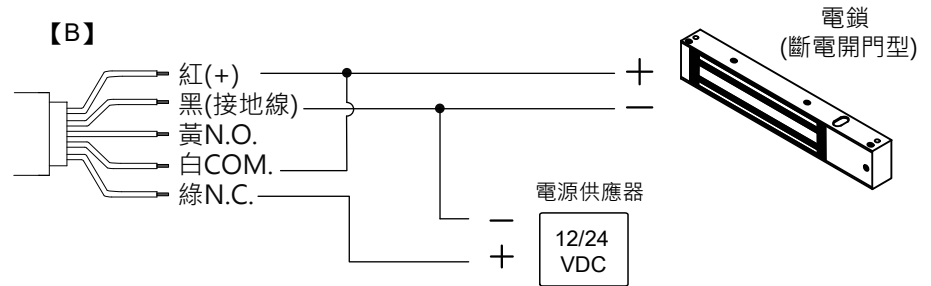 【B】
電鎖
(斷電開門型)
紅(+)
+
黑(接地線)
−
黃N.O.
白COM.
綠N.C.
電源供應器
−
+
12/24
VDC